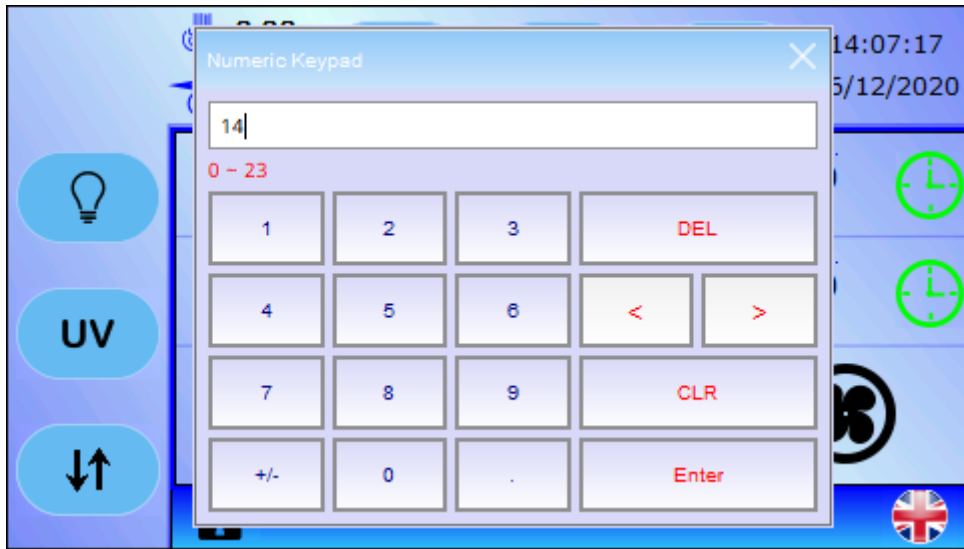 14:07:17
/12/2020
Numeric Keypad
14
0 ~ 23
1 2 3 DEL
4 5 6 < >
7 8 9 CLR
+/- 0 . Enter
UV